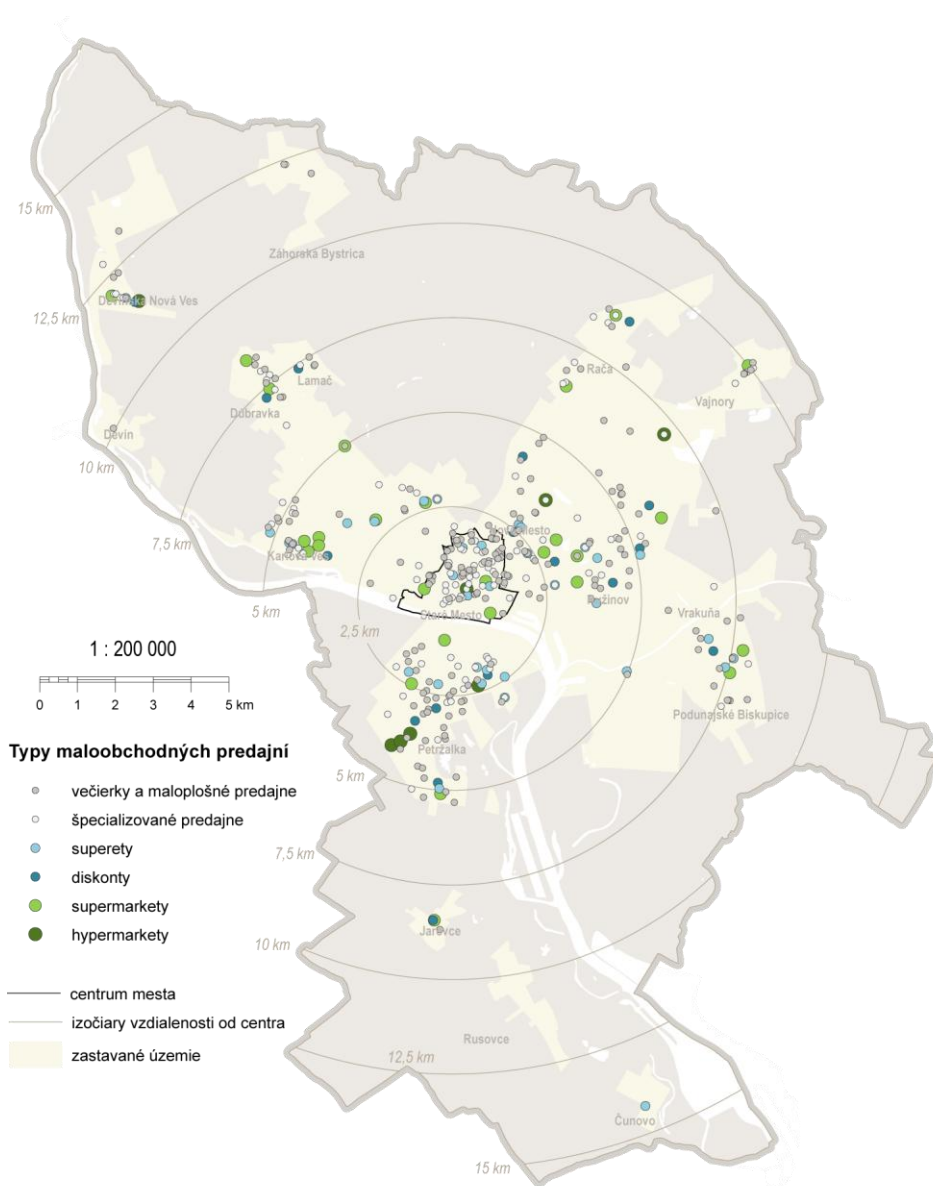 15 km
Záhorska Bystrica
Devínska Nová Ves
12,5 km
Lamač
Rača
Dúbravka
Vajnory
Devín
10 km
7,5 km
Nové Mesto
Karlova Ves
5 km
Ružinov
Vrakuňa
Staré Mesto
2,5 km
1 : 200 000
0 1 2 3 4 5 km
Podunajské Biskupice
Typy maloobchodných predajní
Petržalka
5 km
večierky a maloplošné predajne
špecializované predajne
superety
7,5 km
diskonty
supermarkety
hypermarkety
Jarovce
10 km
centrum mesta
izočiary vzdialenosti od centra
Rusovce
zastavané územie
12,5 km
Čunovo
15 km